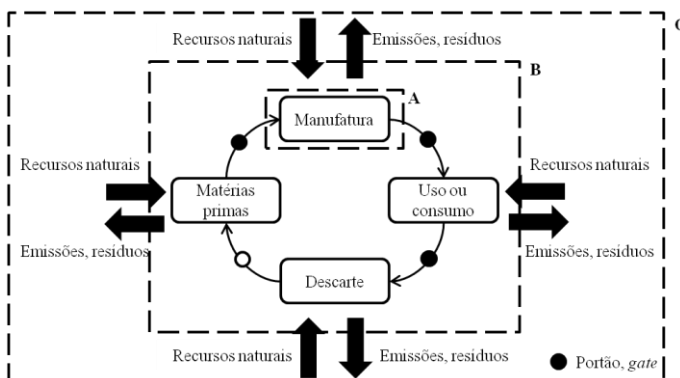 Recursos naturais
Emissões, resíduos
C
B
A
Manufatura
Recursos naturais
Recursos naturais
Matérias
primas
Uso ou
consumo
Emissões, resíduos
Emissões, resíduos
Descarte
Recursos naturais
Emissões, resíduos
Portão, gate